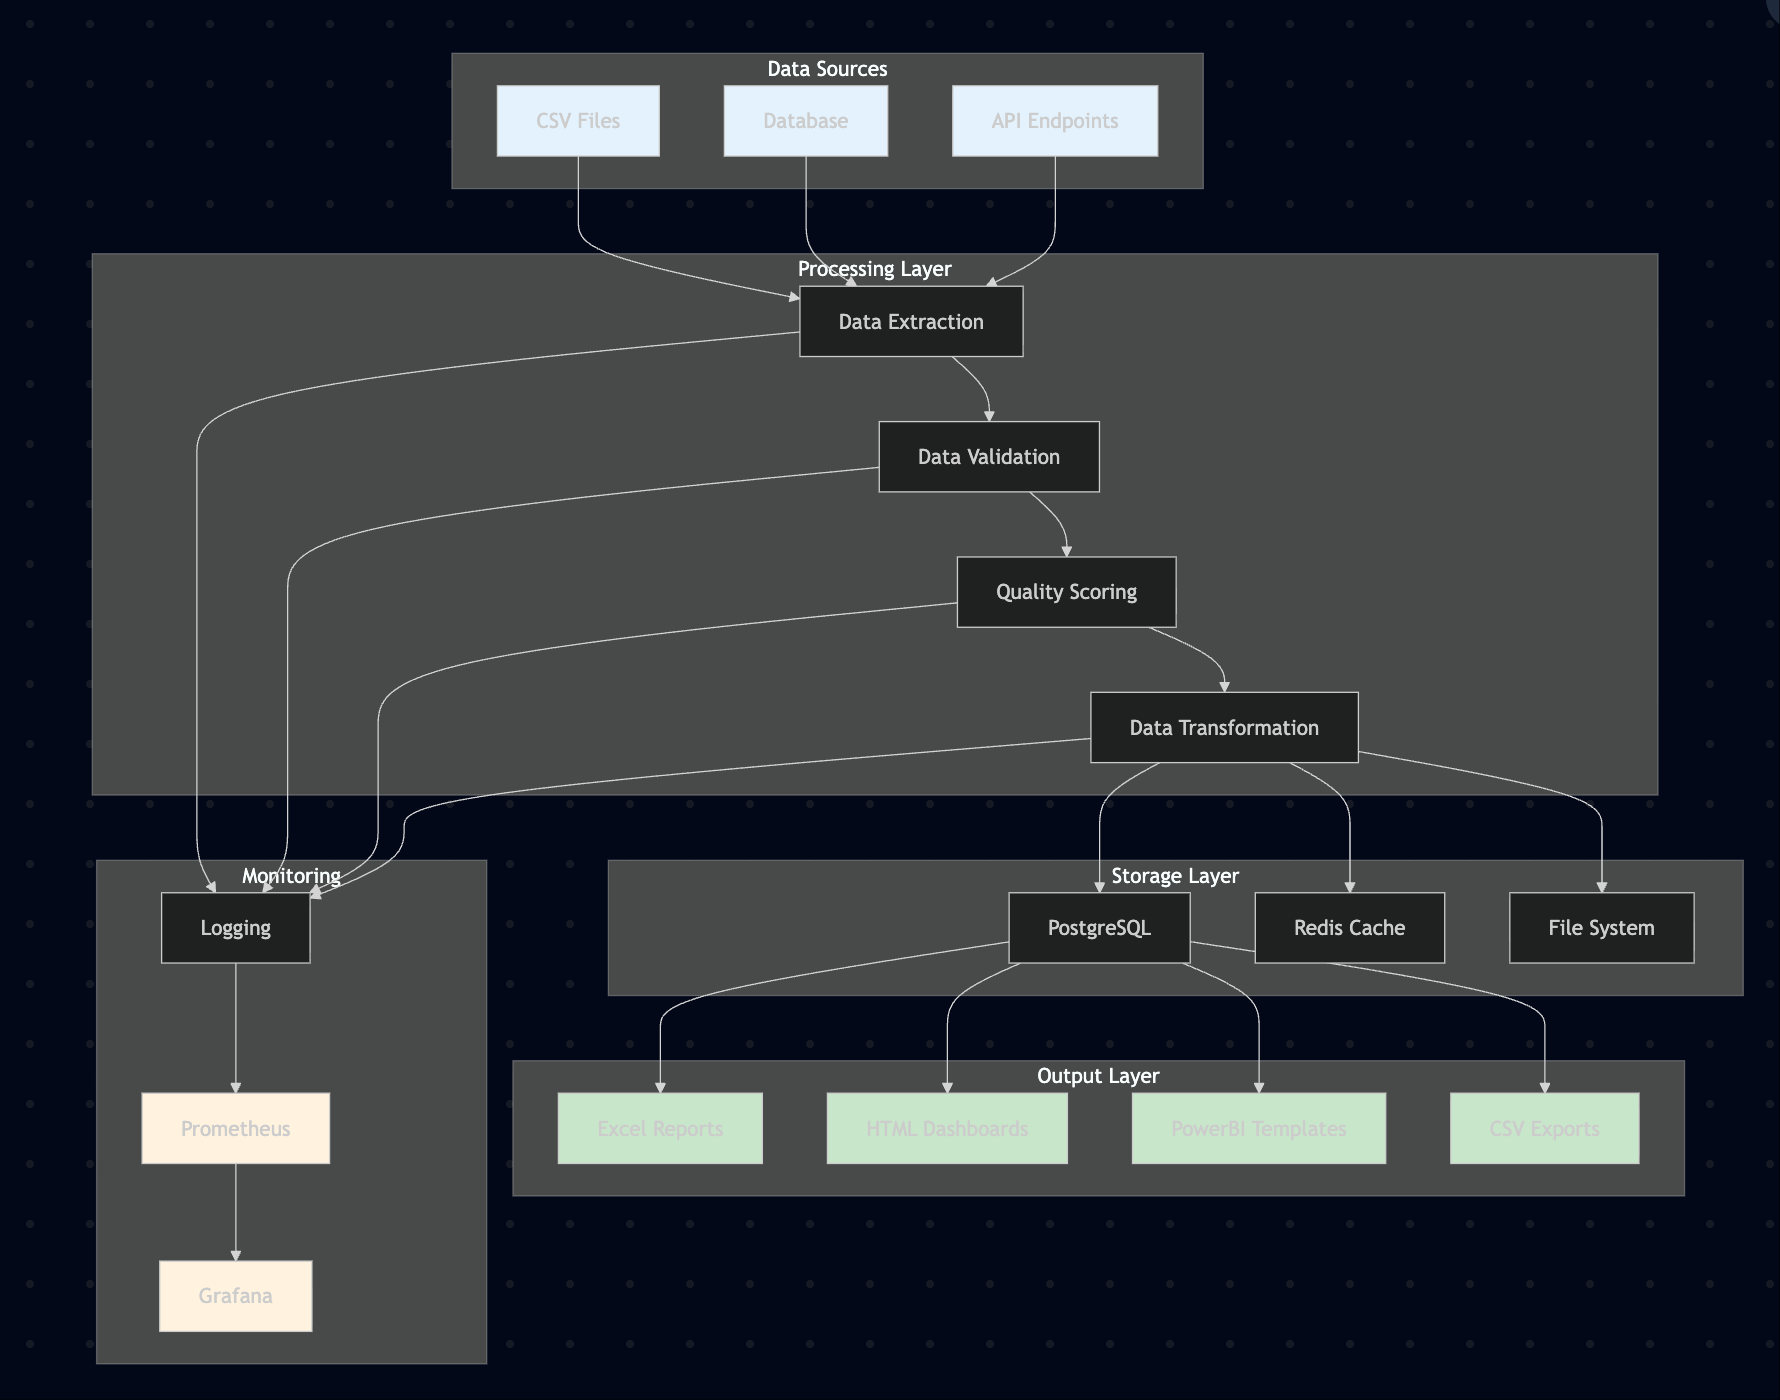 Data Sources
CSV Files
Database
API Endpoints
Processing Layer
Data Extraction
Data Validation
Quality Scoring
Data Transformation
Monitoring
Storage Layer
Logging
PostgreSQL
Redis Cache
File System
Output Layer
Prometheus
Excel Reports
HTML Dashboards
PowerBI Templates
CSV Exports
Grafana